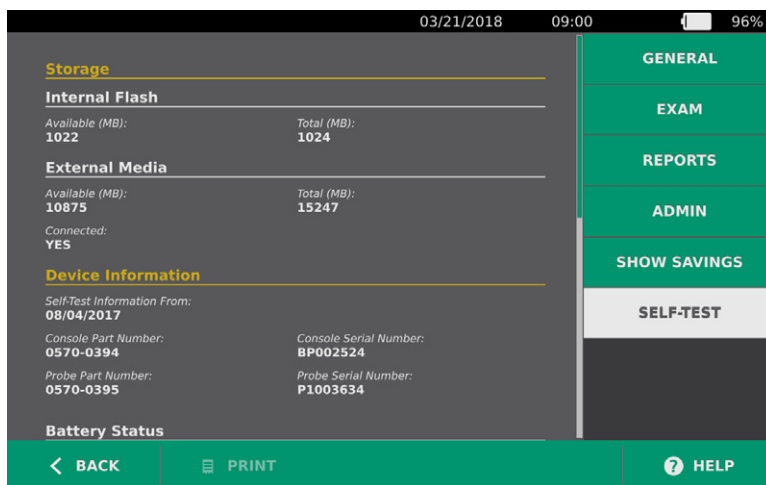 03/21/2018 09:00 96%
Storage
Internal Flash
Available (MB): Total (MB):
1022 1024
External Media
Available (MB): Total (MB):
10875 15247
Connected:
YES
Device Information
Self-Test Information From:
08/04/2017
Console Part Number: Console Serial Number:
0570-0394 BP002524
Probe Part Number: Probe Serial Number:
0570-0395 P1003634
Battery Status
GENERAL
EXAM
REPORTS
ADMIN
SHOW SAVINGS
SELF-TEST
BACK PRINT ? HELP